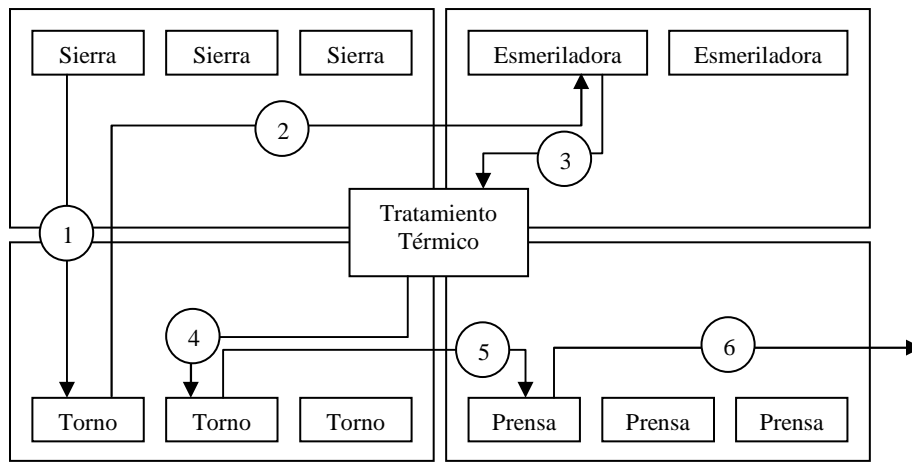 Sierra
Sierra
Sierra
Esmeriladora
Esmeriladora
2
3
Tratamiento
Térmico
1
4
5
6
Torno
Torno
Torno
Prensa
Prensa
Prensa